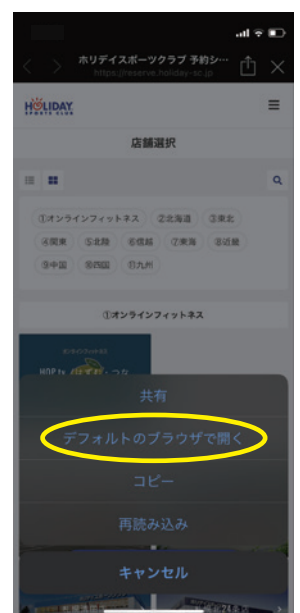 ホリデイスポーツクラブ 予約シ…
https://reserve.holiday-sc.jp
HOLIDAY
SPORTS CLUB
店舗選択
①オンラインフィットネス ②北海道 ③東北
④関東 ⑤北陸 ⑥信越 ⑦東海 ⑧近畿
⑨中国 ⑩四国 ⑪九州
①オンラインフィットネス
共有
デフォルトのブラウザで開く
コピー
再読み込み
キャンセル